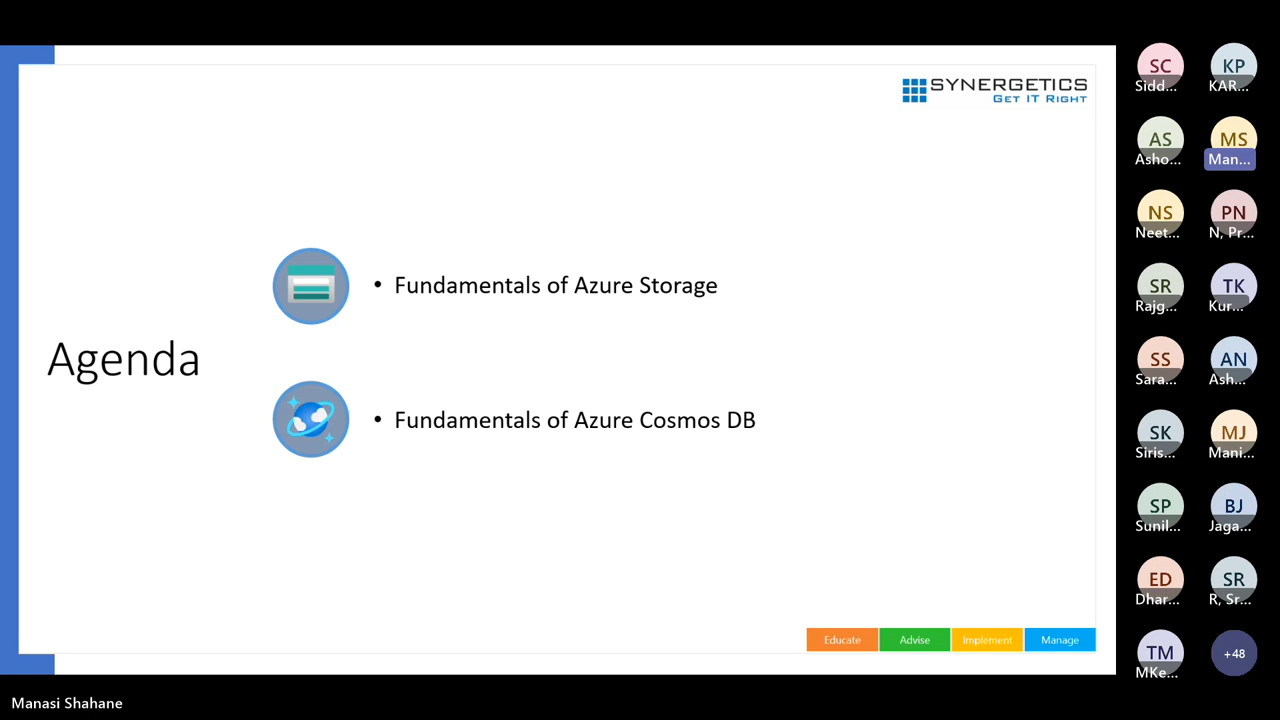 SYNERGETICS
GET IT RIGHT
Agenda
• Fundamentals of Azure Storage
• Fundamentals of Azure Cosmos DB
Educate
Advise
Implement
Manage
SC
Sidd...
KP
KAR...
AS
Asho...
MS
Man...
NS
Neet...
PN
N, Pr...
SR
Rajg...
TK
Kur...
SS
Sara...
AN
Ash...
SK
Siris...
MJ
Mani...
SP
Sunil...
BJ
Jaga...
ED
Dhar...
SR
R, Sr...
TM
MKe...
+48
Manasi Shahane